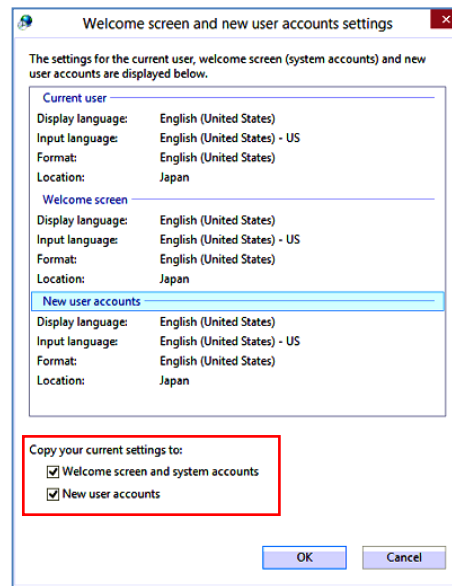 Welcome screen and new user accounts settings
The settings for the current user, welcome screen (system accounts) and new
user accounts are displayed below.
Current user
Display language: English (United States)
Input language: English (United States) - US
Format: English (United States)
Location: Japan
Welcome screen
Display language: English (United States)
Input language: English (United States) - US
Format: English (United States)
Location: Japan
New user accounts
Display language: English (United States)
Input language: English (United States) - US
Format: English (United States)
Location: Japan
Copy your current settings to:
Welcome screen and system accounts
New user accounts
OK Cancel